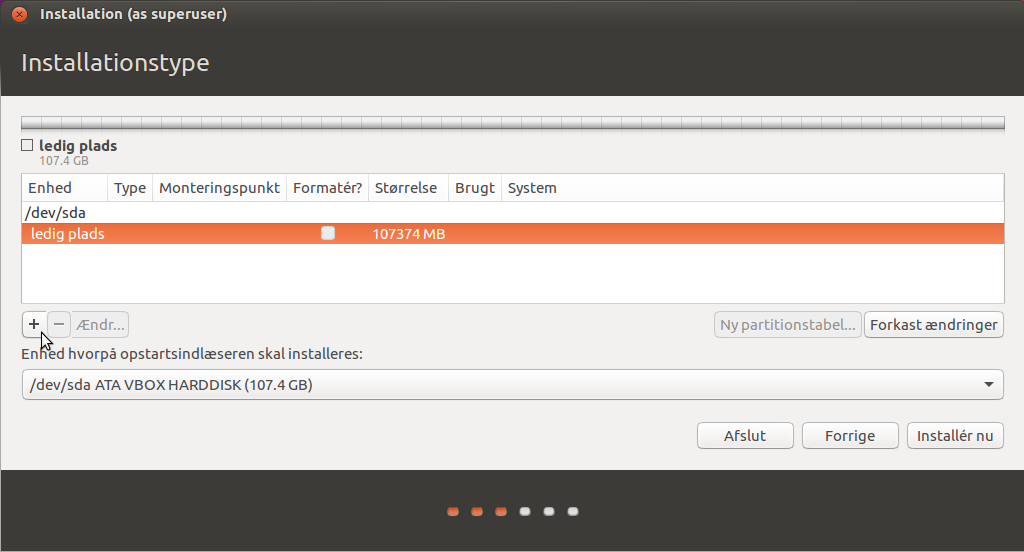 Installation (as superuser)
Installationstype
ledig plads
107.4 GB
Enhed Type Monteringspunkt Formatér? Størrelse Brugt System
/dev/sda
ledig plads 107374 MB
+ − Ændr... Ny partitionstabel... Forkast ændringer
Enhed hvorpå opstartsindlæseren skal installeres:
/dev/sda ATA VBOX HARDDISK (107.4 GB)
Afslut Forrige Installér nu